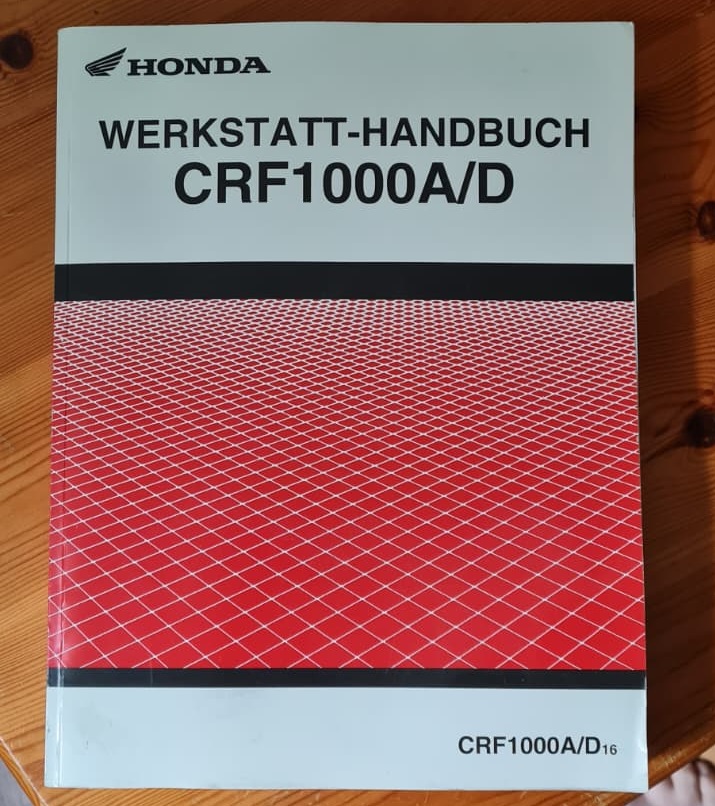 HONDA
WERKSTATT-HANDBUCH
CRF1000A/D
CRF1000A/D16